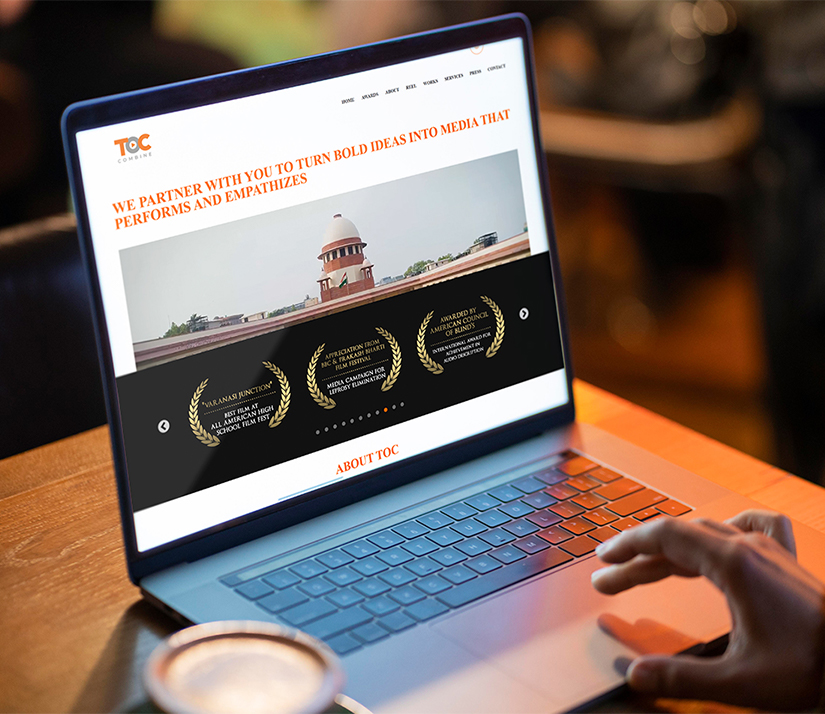 HOME AWARDS ABOUT REEL WORKS SERVICES PRESS CONTACT
TOC
COMBINE
WE PARTNER WITH YOU TO TURN BOLD IDEAS INTO MEDIA THAT
PERFORMS AND EMPATHIZES
"VARANASI JUNCTION"
BEST FILM AT
ALL AMERICAN HIGH
SCHOOL FILM FEST
APPRECIATION FROM
BBC & PRAKASH BHARTI
FILM FESTIVAL
MEDIA CAMPAIGN FOR
LEPROSY ELIMINATION
AWARDED BY
AMERICAN COUNCIL
OF BLIND'S
INTERNATIONAL AWARD FOR
ACHIEVEMENT IN
AUDIO DESCRIPTION
ABOUT TOC